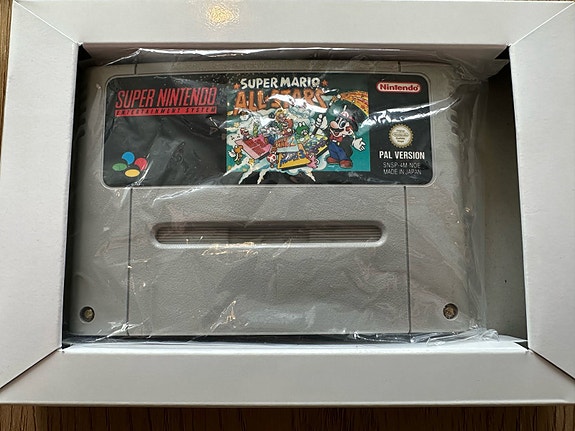 SUPER NINTENDO
ENTERTAINMENT SYSTEM
SUPER MARIO
ALL-STARS
Nintendo
PAL VERSION
SNSP-4M-NOE
MADE IN JAPAN